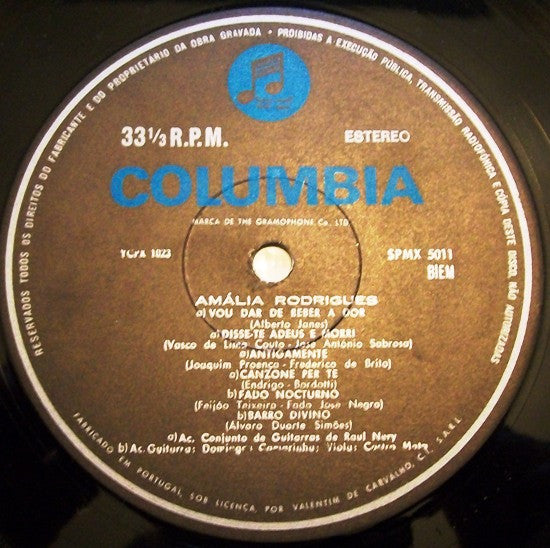 RESERVADOS TODOS OS DIREITOS DO FABRICANTE E DO PROPRIETÁRIO DA OBRA GRAVADA • PROIBIDAS A EXECUÇÃO PÚBLICA, TRANSMISSÃO RADIOFÓNICA E CÓPIA DESTE DISCO, NÃO AUTORIZADAS
33 1/3 R.P.M. ESTEREO
COLUMBIA
MARCA DE THE GRAMOPHONE Co. LTD
YCPX 1023 SPMX 5011
BIEM
AMÁLIA RODRIGUES
a) VOU DAR DE BEBER A DOR
(Alberto Janes)
a) DISSE-TE ADEUS E MORRI
(Vasco de Lima Couto - José António Sabrosa)
a) ANTIGAMENTE
(Joaquim Proença - Frederico de Brito)
a) CANZONE PER TE
(Endrigo - Bardotti)
b) FADO NOCTURNO
(Feijão Teixeira - Fado José Negro)
b) BARRO DIVINO
(Álvaro Duarte Simões)
a) Ac. Conjunto de Guitarras de Raul Nery
b) Ac. Guitarras Domingos Camarinha; Violas Castro Mota
FABRICADO EM PORTUGAL, SOB LICENÇA, POR VALENTIM DE CARVALHO, C.I., S.A.R.L.